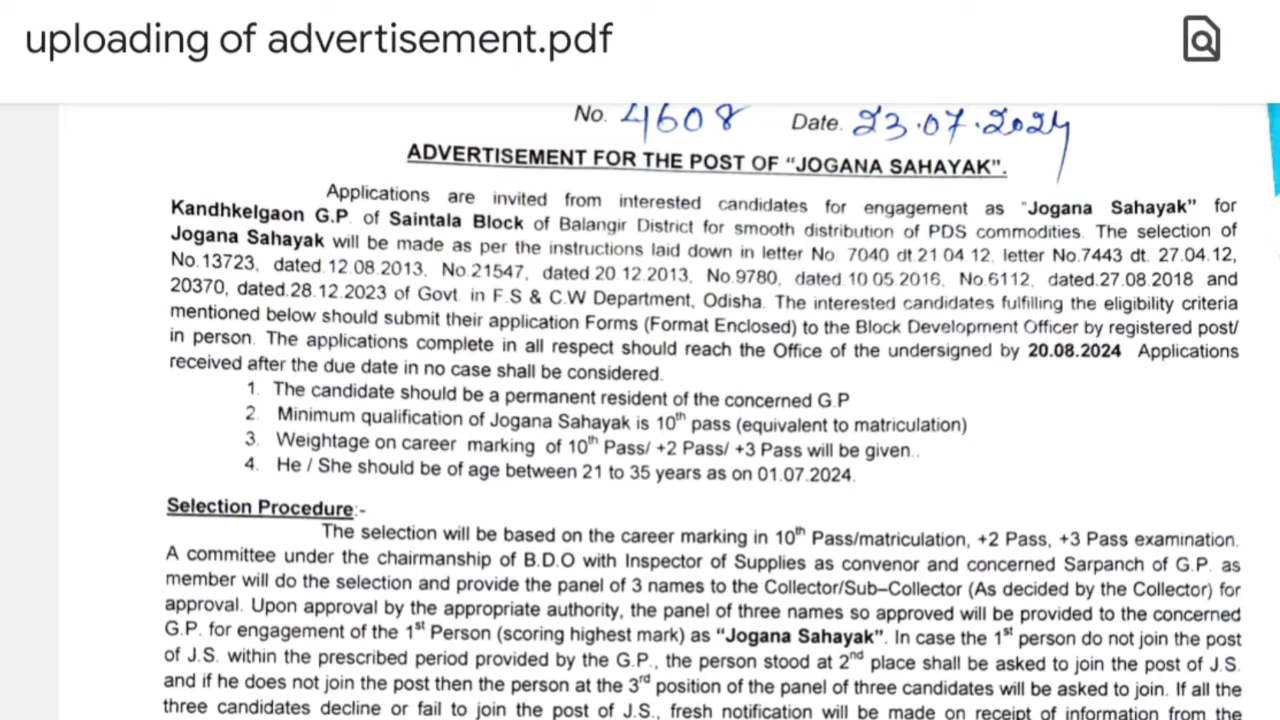 uploading of advertisement.pdf
No. 4608 Date. 23.07.2024
ADVERTISEMENT FOR THE POST OF “JOGANA SAHAYAK”.
Applications are invited from interested candidates for engagement as “Jogana Sahayak” for
Kandhkelgaon G.P. of Saintala Block of Balangir District for smooth distribution of PDS commodities. The selection of
Jogana Sahayak will be made as per the instructions laid down in letter No. 7040 dt.21.04.12, letter No.7443 dt. 27.04.12,
No.13723, dated.12.08.2013, No.21547, dated 20.12.2013, No.9780, dated.10.05.2016, No.6112, dated.27.08.2018 and
20370, dated.28.12.2023 of Govt. in F.S & C.W Department, Odisha. The interested candidates fulfilling the eligibility criteria
mentioned below should submit their application Forms (Format Enclosed) to the Block Development Officer by registered post/
in person. The applications complete in all respect should reach the Office of the undersigned by 20.08.2024 Applications
received after the due date in no case shall be considered.
1. The candidate should be a permanent resident of the concerned G.P
2. Minimum qualification of Jogana Sahayak is 10th pass (equivalent to matriculation)
3. Weightage on career marking of 10th Pass/ +2 Pass/ +3 Pass will be given..
4. He / She should be of age between 21 to 35 years as on 01.07.2024.
Selection Procedure:-
The selection will be based on the career marking in 10th Pass/matriculation, +2 Pass, +3 Pass examination.
A committee under the chairmanship of B.D.O with Inspector of Supplies as convenor and concerned Sarpanch of G.P. as
member will do the selection and provide the panel of 3 names to the Collector/Sub–Collector (As decided by the Collector) for
approval. Upon approval by the appropriate authority, the panel of three names so approved will be provided to the concerned
G.P. for engagement of the 1st Person (scoring highest mark) as “Jogana Sahayak”. In case the 1st person do not join the post
of J.S. within the prescribed period provided by the G.P., the person stood at 2nd place shall be asked to join the post of J.S.
and if he does not join the post then the person at the 3rd position of the panel of three candidates will be asked to join. If all the
three candidates decline or fail to join the post of J.S., fresh notification will be made on receipt of information from the